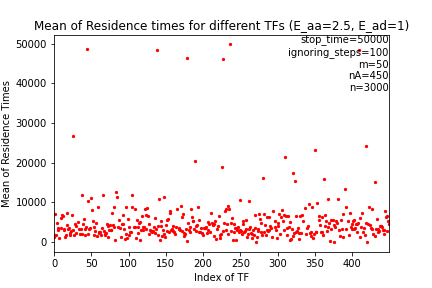 Mean of Residence times for different TFs (E_aa=2.5, E_ad=1)
stop_time=50000
ignoring_steps=100
m=50
nA=450
n=3000
Mean of Residence Times
50000
40000
30000
20000
10000
0
0 50 100 150 200 250 300 350 400
Index of TF